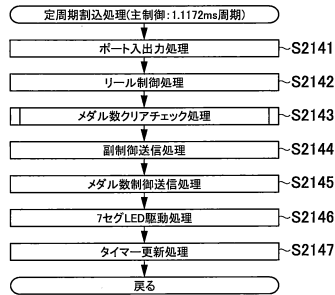 定周期割込処理(主制御:1.1172ms周期)
ポート入出力処理 S2141
リール制御処理 S2142
メダル数クリアチェック処理 S2143
副制御送信処理 S2144
メダル数制御送信処理 S2145
7セグLED駆動処理 S2146
タイマー更新処理 S2147
戻る